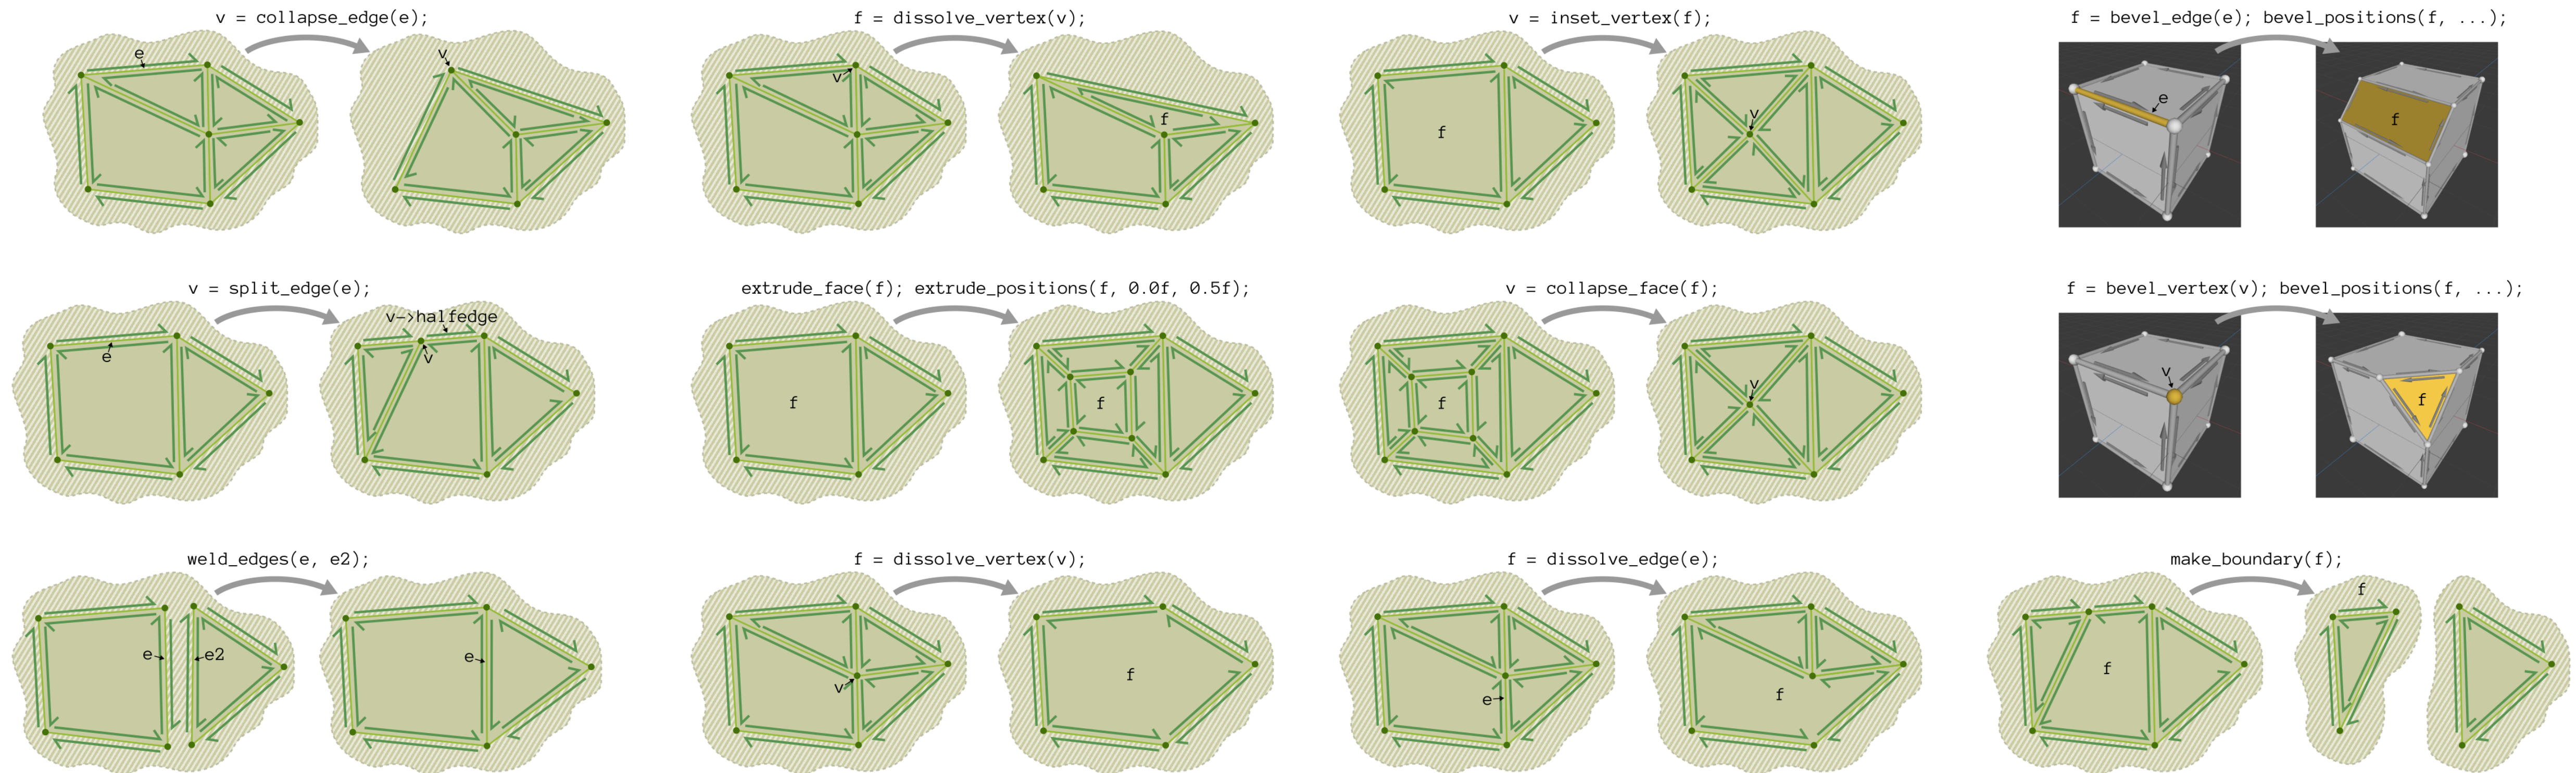 v = collapse_edge(e);
e
v
f = dissolve_vertex(v);
v
f
v = inset_vertex(f);
f
v
f = bevel_edge(e); bevel_positions(f, ...);
e
f
v = split_edge(e);
e
v->halfedge
v
extrude_face(f); extrude_positions(f, 0.0f, 0.5f);
f
f
v = collapse_face(f);
f
v
f = bevel_vertex(v); bevel_positions(f, ...);
v
f
weld_edges(e, e2);
e
e2
e
f = dissolve_vertex(v);
v
f
f = dissolve_edge(e);
e
f
make_boundary(f);
f
f